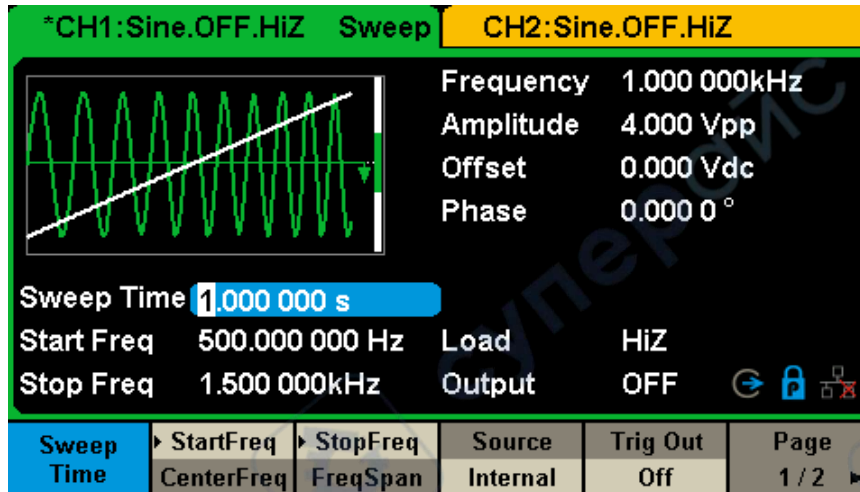 *CH1:Sine.OFF.HiZ Sweep CH2:Sine.OFF.HiZ
Frequency 1.000 000kHz
Amplitude 4.000 Vpp
Offset 0.000 Vdc
Phase 0.000 0 °
Sweep Time 1.000 000 s
Start Freq 500.000 000 Hz Load HiZ
Stop Freq 1.500 000kHz Output OFF P
Sweep Time StartFreq StopFreq Source Trig Out Page
CenterFreq FreqSpan Internal Off 1/2
суперайс